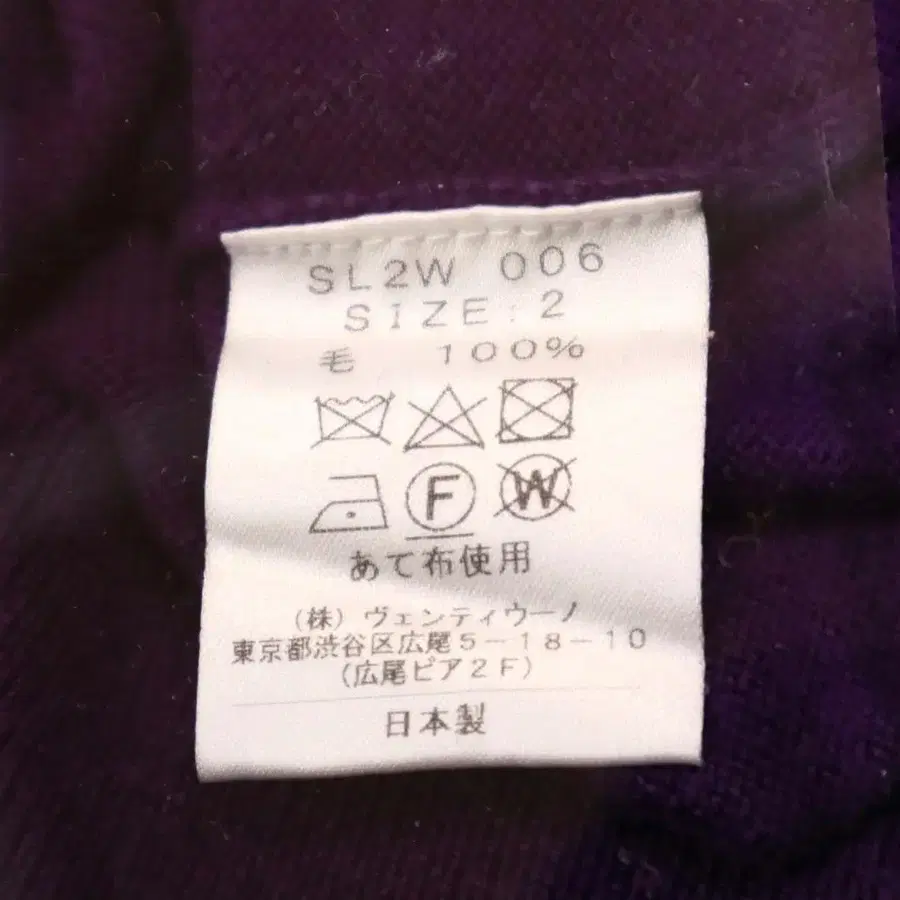 SL2W 006
SIZE:2
毛 100%
F W
あて布使用
(株) ヴェンティウーノ
東京都渋谷区広尾5-18-10
(広尾ピア2F)
日本製